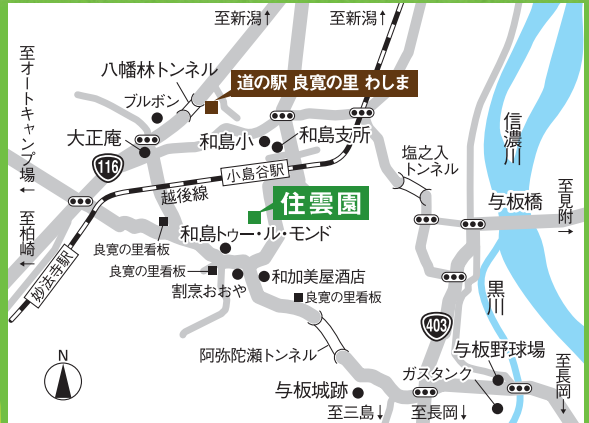 至新潟↑
至新潟↑
至オートキャンプ場←
八幡林トンネル
道の駅 良寛の里 わしま
ブルボン
大正庵
和島小
和島支所
信濃川
116
小島谷駅
塩之入
トンネル
越後線
住雲園
与板橋
至見附→
至柏崎←
和島トゥー・ル・モンド
良寛の里看板
良寛の里看板
和加美屋酒店
妙法寺駅
割烹おおや
良寛の里看板
黒川
403
阿弥陀瀬トンネル
与板野球場
N
ガスタンク
至長岡→
与板城跡
至三島↓
至長岡↓